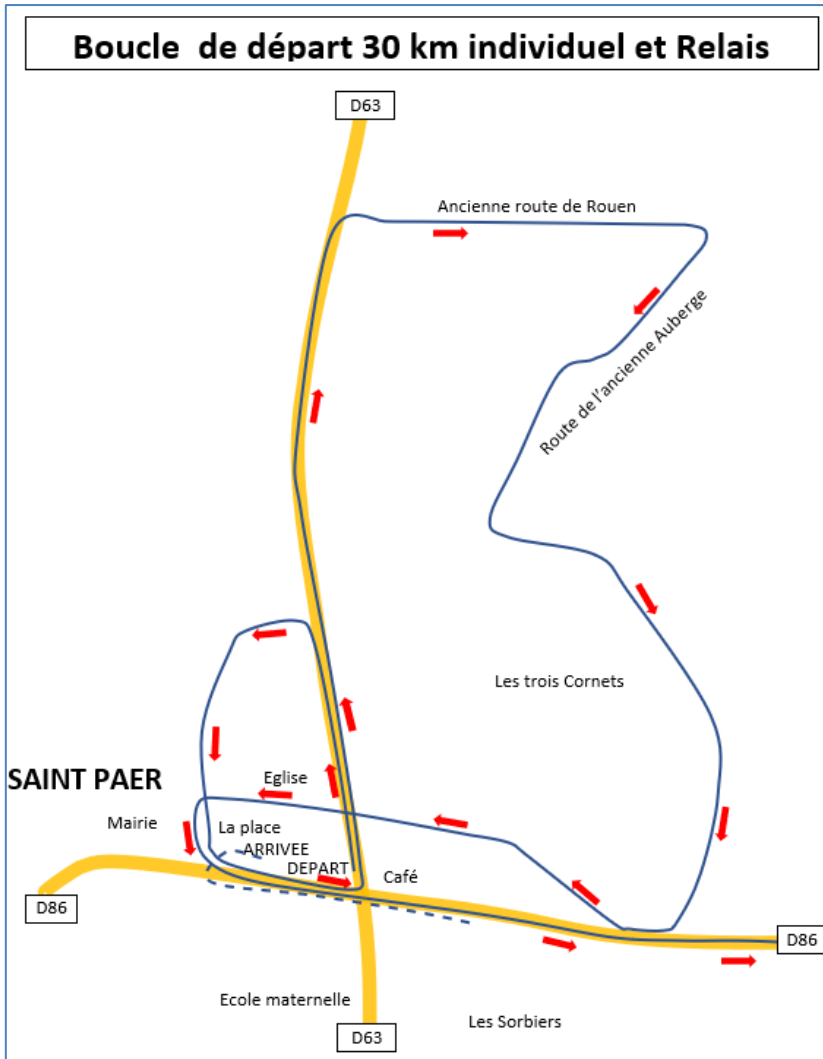 Boucle de départ 30 km individuel et Relais
D63
Ancienne route de Rouen
Route de l'ancienne Auberge
Les trois Cornets
SAINT PAER
Eglise
Mairie
La place
ARRIVEE
DEPART
Café
D86
D86
Ecole maternelle
Les Sorbiers
D63